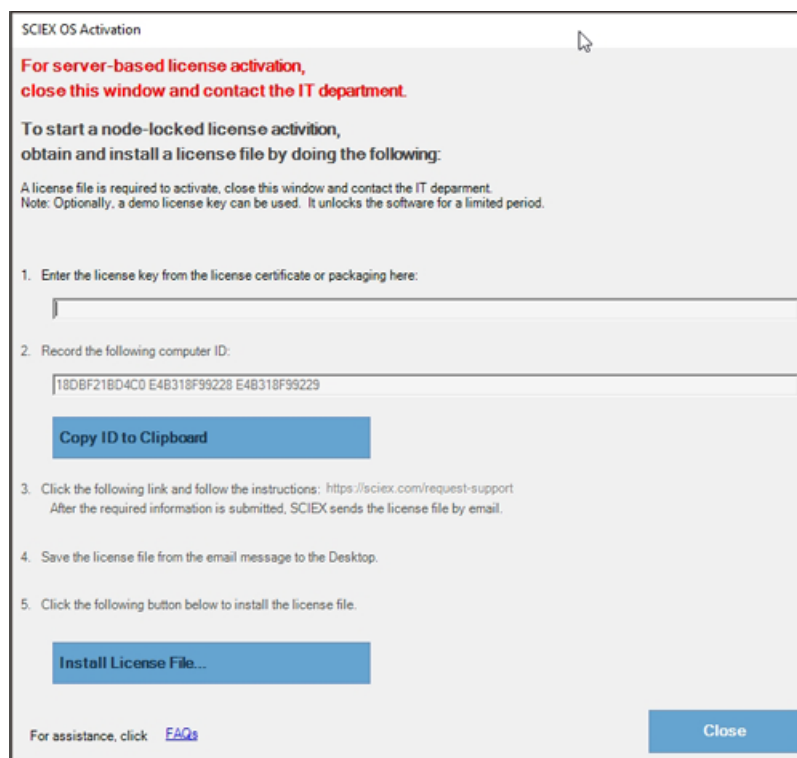 SCIEX OS Activation
For server-based license activation,
close this window and contact the IT department.
To start a node-locked license activition,
obtain and install a license file by doing the following:
A license file is required to activate, close this window and contact the IT deparment.
Note: Optionally, a demo license key can be used. It unlocks the software for a limited period.
1. Enter the license key from the license certificate or packaging here:
2. Record the following computer ID:
18DBF21BD4C0 E4B318F99228 E4B318F99229
Copy ID to Clipboard
3. Click the following link and follow the instructions: https://sciex.com/request-support
After the required information is submitted, SCIEX sends the license file by email.
4. Save the license file from the email message to the Desktop.
5. Click the following button below to install the license file.
Install License File...
For assistance, click FAQs
Close